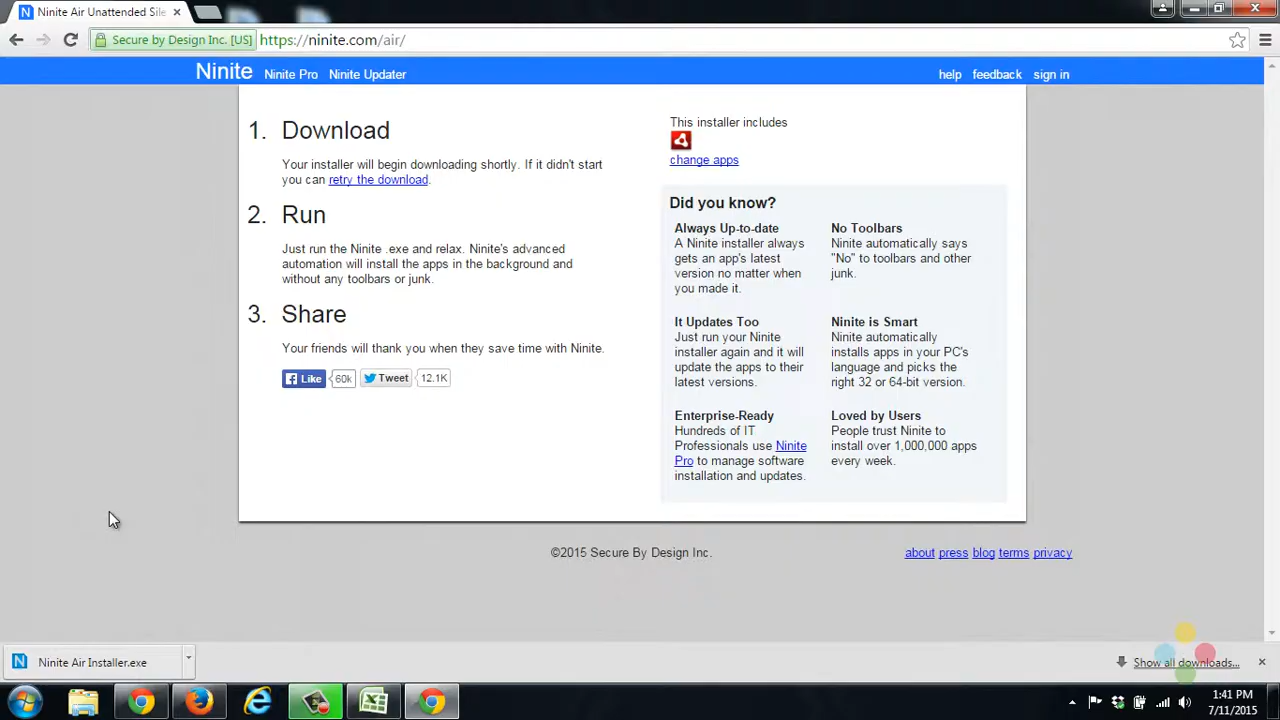 Ninite Air Unattended Sile
Secure by Design Inc. [US] https://ninite.com/air/
Ninite Ninite Pro Ninite Updater help feedback sign in
1. Download
Your installer will begin downloading shortly. If it didn't start
you can retry the download.
2. Run
Just run the Ninite .exe and relax. Ninite's advanced
automation will install the apps in the background and
without any toolbars or junk.
3. Share
Your friends will thank you when they save time with Ninite.
Like 60k Tweet 12.1K
This installer includes
change apps
Did you know?
Always Up-to-date
A Ninite installer always
gets an app's latest
version no matter when
you made it.
No Toolbars
Ninite automatically says
"No" to toolbars and other
junk.
It Updates Too
Just run your Ninite
installer again and it will
update the apps to their
latest versions.
Ninite is Smart
Ninite automatically
installs apps in your PC's
language and picks the
right 32 or 64-bit version.
Enterprise-Ready
Hundreds of IT
Professionals use Ninite
Pro to manage software
installation and updates.
Loved by Users
People trust Ninite to
install over 1,000,000 apps
every week.
©2015 Secure By Design Inc.
about press blog terms privacy
Ninite Air Installer.exe
Show all downloads...
1:41 PM
7/11/2015